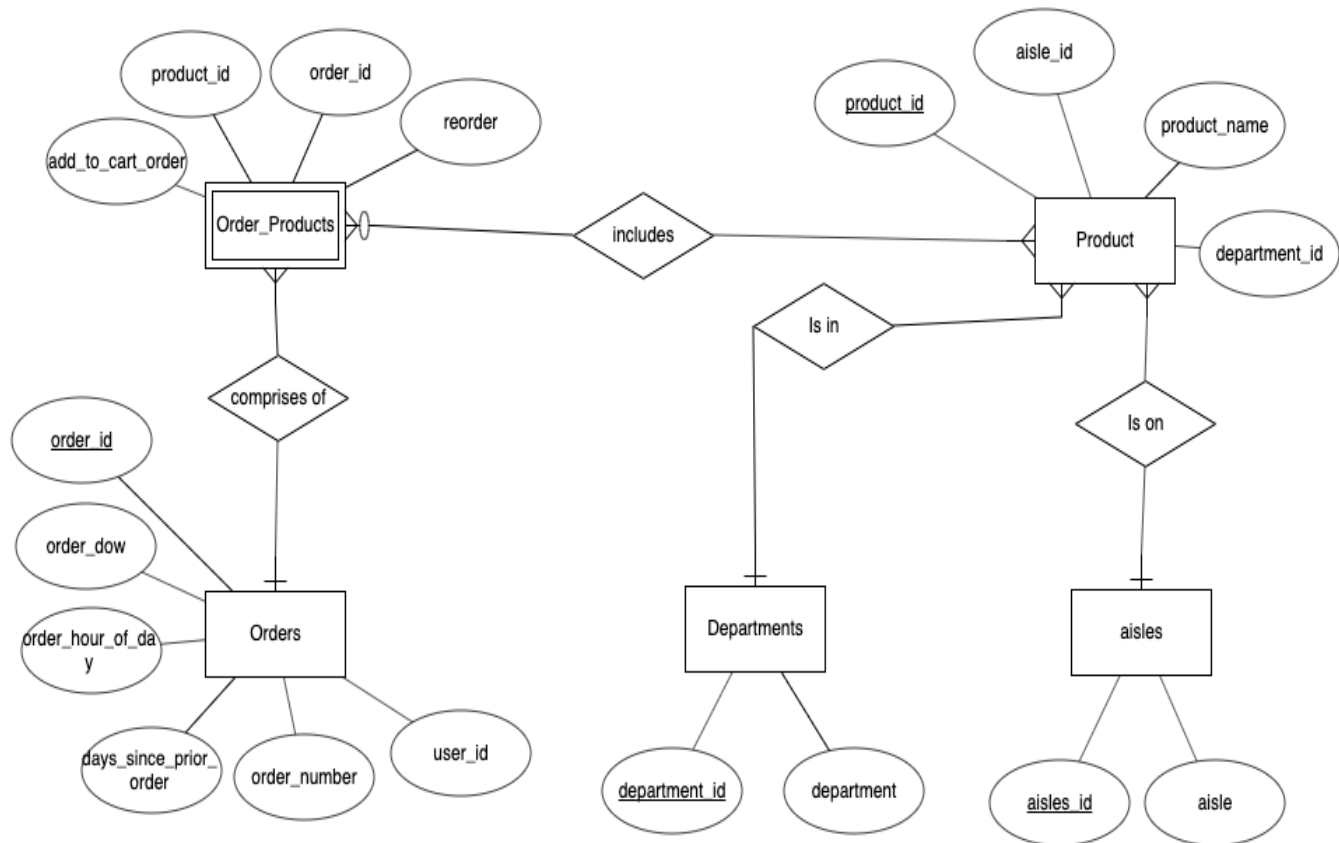 product_id
order_id
reorder
add_to_cart_order
Order_Products
includes
aisle_id
product_id
product_name
Product
department_id
Is in
comprises of
Is on
order_id
order_dow
order_hour_of_da
y
Orders
days_since_prior_
order
order_number
user_id
Departments
department_id
department
aisles
aisles_id
aisle